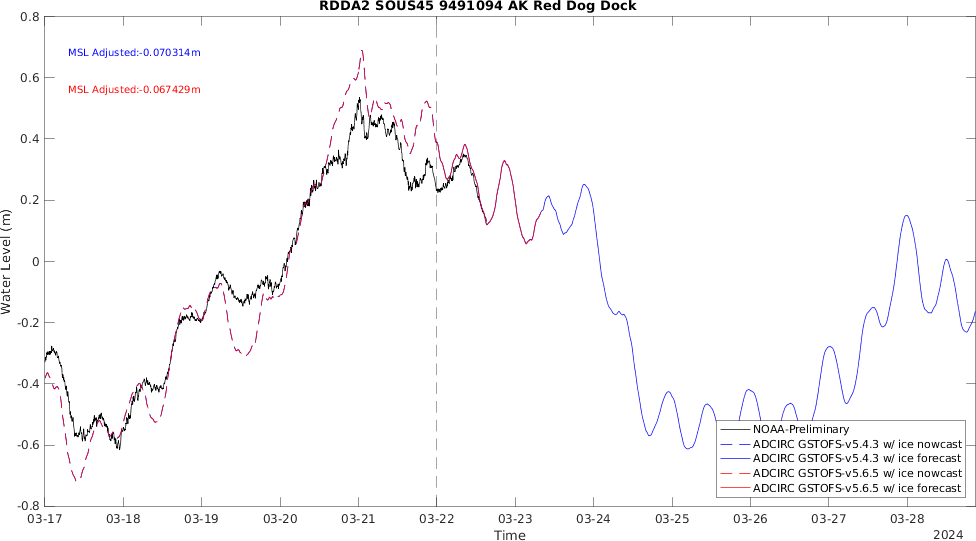 RDDA2 SOUS45 9491094 AK Red Dog Dock
0.8
MSL Adjusted:-0.070314m
0.6
MSL Adjusted:-0.067429m
0.4
0.2
0
-0.2
-0.4
-0.6
-0.8
Water Level (m)
NOAA-Preliminary
ADCIRC GSTOFS-v5.4.3 w/ ice nowcast
ADCIRC GSTOFS-v5.4.3 w/ ice forecast
ADCIRC GSTOFS-v5.6.5 w/ ice nowcast
ADCIRC GSTOFS-v5.6.5 w/ ice forecast
03-17 03-18 03-19 03-20 03-21 03-22 03-23 03-24 03-25 03-26 03-27 03-28
Time
2024